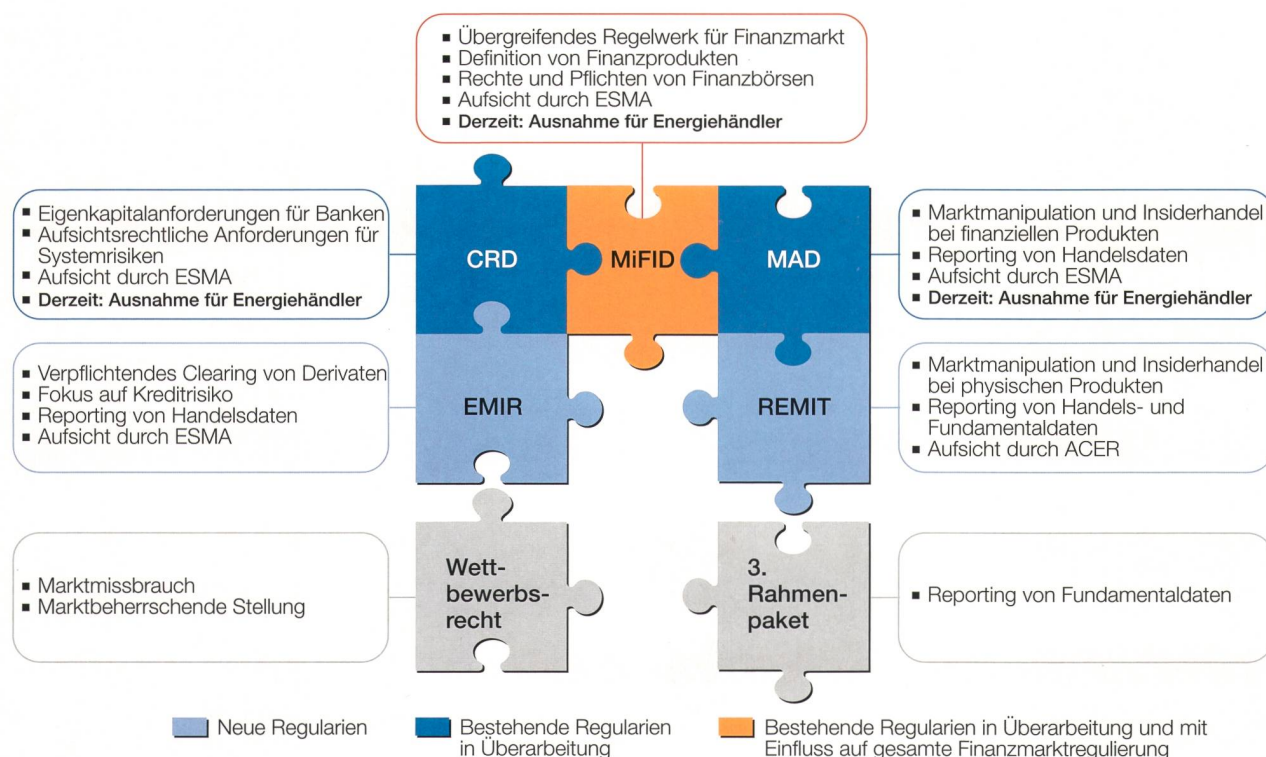 ▪ Übergreifendes Regelwerk für Finanzmarkt
▪ Definition von Finanzprodukten
▪ Rechte und Pflichten von Finanzbörsen
▪ Aufsicht durch ESMA
▪ Derzeit: Ausnahme für Energiehändler
▪ Eigenkapitalanforderungen für Banken
▪ Aufsichtsrechtliche Anforderungen für
Systemrisiken
▪ Aufsicht durch ESMA
▪ Derzeit: Ausnahme für Energiehändler
CRD
MiFID
MAD
▪ Marktmanipulation und Insiderhandel
bei finanziellen Produkten
▪ Reporting von Handelsdaten
▪ Aufsicht durch ESMA
▪ Derzeit: Ausnahme für Energiehändler
▪ Verpflichtendes Clearing von Derivaten
▪ Fokus auf Kreditrisiko
▪ Reporting von Handelsdaten
▪ Aufsicht durch ESMA
EMIR
REMIT
▪ Marktmanipulation und Insiderhandel
bei physischen Produkten
▪ Reporting von Handels- und
Fundamentaldaten
▪ Aufsicht durch ACER
▪ Marktmissbrauch
▪ Marktbeherrschende Stellung
Wett-
bewerbs-
recht
3.
Rahmen-
paket
▪ Reporting von Fundamentaldaten
Neue Regularien
Bestehende Regularien
in Überarbeitung
Bestehende Regularien in Überarbeitung und mit
Einfluss auf gesamte Finanzmarktregulierung